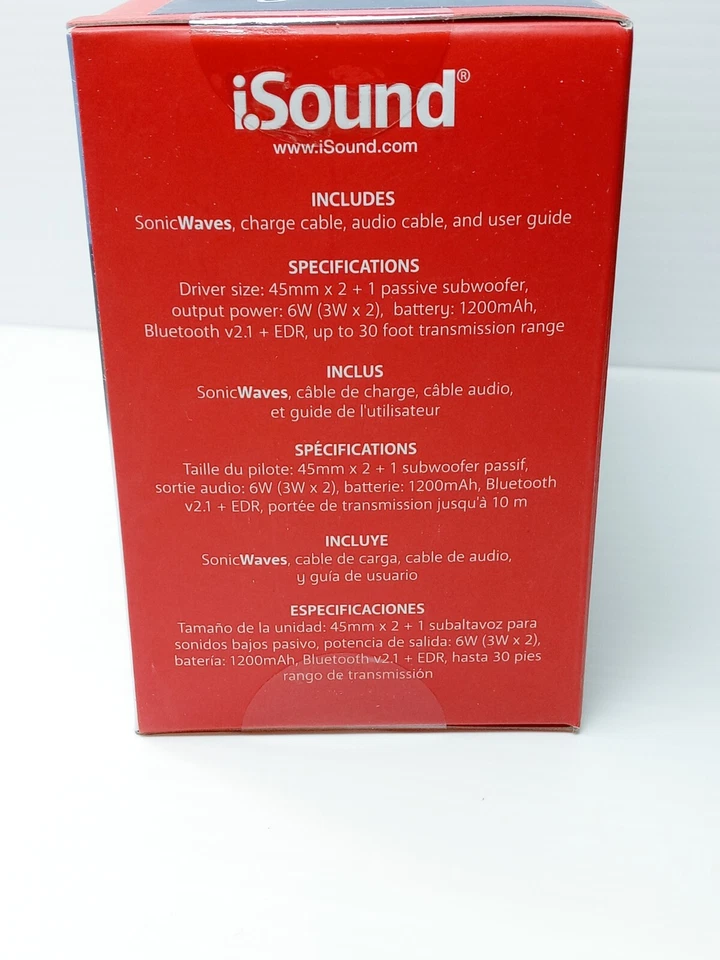 i.Sound®
www.iSound.com
INCLUDES
SonicWaves, charge cable, audio cable, and user guide
SPECIFICATIONS
Driver size: 45mm x 2 + 1 passive subwoofer,
output power: 6W (3W x 2), battery: 1200mAh,
Bluetooth v2.1 + EDR, up to 30 foot transmission range
INCLUS
SonicWaves, câble de charge, câble audio,
et guide de l'utilisateur
SPÉCIFICATIONS
Taille du pilote: 45mm x 2 + 1 subwoofer passif,
sortie audio: 6W (3W x 2), batterie: 1200mAh, Bluetooth
v2.1 + EDR, portée de transmission jusqu'à 10 m
INCLUYE
SonicWaves, cable de carga, cable de audio,
y guía de usuario
ESPECIFICACIONES
Tamaño de la unidad: 45mm x 2 + 1 subaltavoz para
sonidos bajos pasivo, potencia de salida: 6W (3W x 2),
batería: 1200mAh, Bluetooth v2.1 + EDR, hasta 30 pies
rango de transmissión